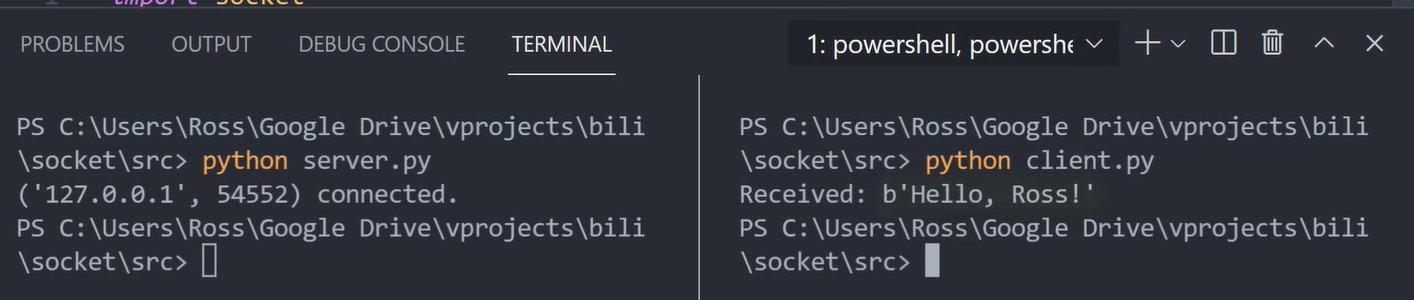 1 import socket
PROBLEMS OUTPUT DEBUG CONSOLE TERMINAL 1: powershell, powershe
PS C:\Users\Ross\Google Drive\vprojects\bili
\socket\src> python server.py
('127.0.0.1', 54552) connected.
PS C:\Users\Ross\Google Drive\vprojects\bili
\socket\src>
PS C:\Users\Ross\Google Drive\vprojects\bili
\socket\src> python client.py
Received: b'Hello, Ross!'
PS C:\Users\Ross\Google Drive\vprojects\bili
\socket\src>